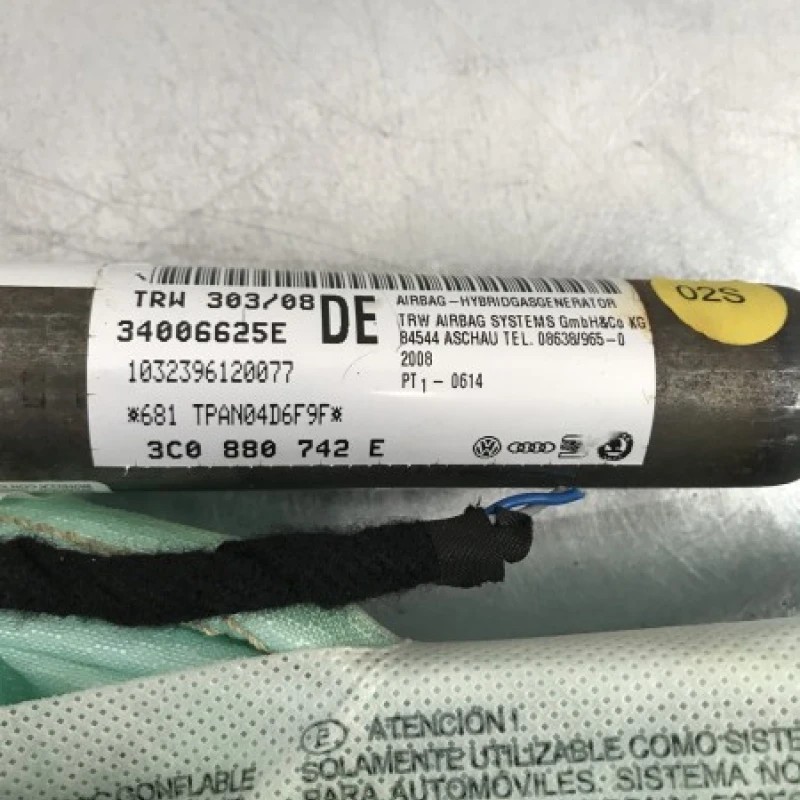 TRW 303/08
34006625E
DE
AIRBAG-HYBRIDGASGENERATOR
TRW AIRBAG SYSTEMS GmbH&Co KG
84544 ASCHAU TEL. 08638/965-0
2008
PT1-0614
1032396120077
*681 TPAN04D6F9F*
3C0 880 742 E
02S
E ATENCIÓN!
SOLAMENTE UTILIZABLE COMO SISTE
PARA AUTOMÓVILES. SISTEMA NO
G CONFLABLE